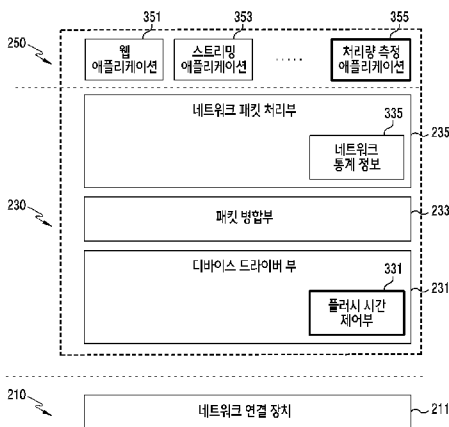 250
351
웹
애플리케이션
353
스트리밍
애플리케이션
.....
355
처리량 측정
애플리케이션
230
네트워크 패킷 처리부
235
335
네트워크
통계 정보
패킷 병합부
233
디바이스 드라이버 부
231
331
플러시 시간
제어부
210
네트워크 연결 장치
211